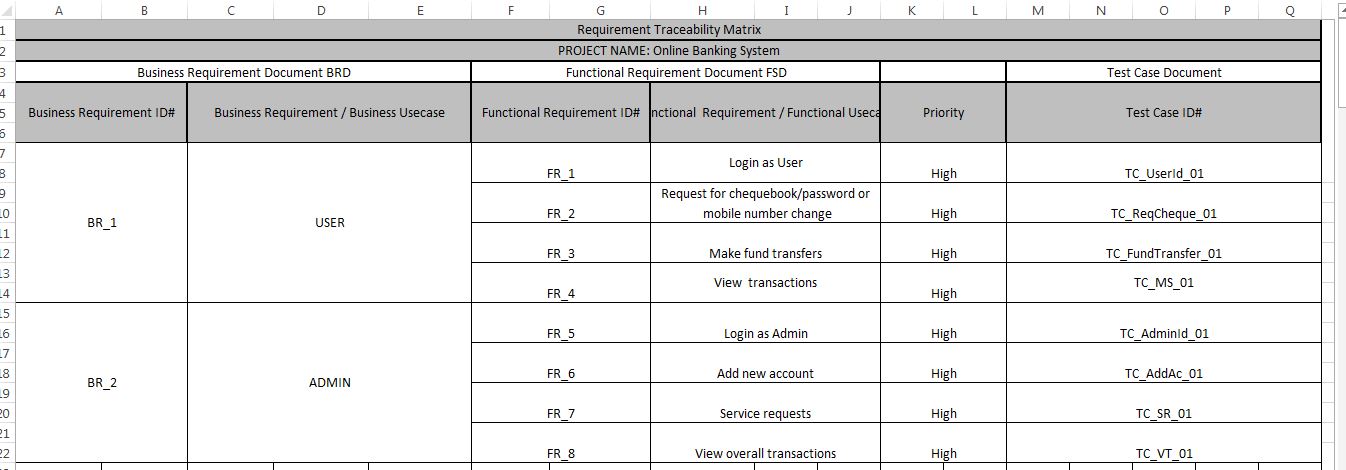 A B C D E F G H I J K L M N O P Q
1 Requirement Traceability Matrix
2 PROJECT NAME: Online Banking System
3 Business Requirement Document BRD Functional Requirement Document FSD Test Case Document
4
5 Business Requirement ID# Business Requirement / Business Usecase Functional Requirement ID# nctional Requirement / Functional Useca Priority Test Case ID#
6
7 Login as User
8 FR_1 High TC_UserId_01
9 Request for chequebook/password or
10 FR_2 mobile number change High TC_ReqCheque_01
11 BR_1 USER
12 FR_3 Make fund transfers High TC_FundTransfer_01
13 View transactions TC_MS_01
14 FR_4 High
15
16 FR_5 Login as Admin High TC_AdminId_01
17
18 BR_2 ADMIN FR_6 Add new account High TC_AddAc_01
19
20 FR_7 Service requests High TC_SR_01
21
22 FR_8 View overall transactions High TC_VT_01